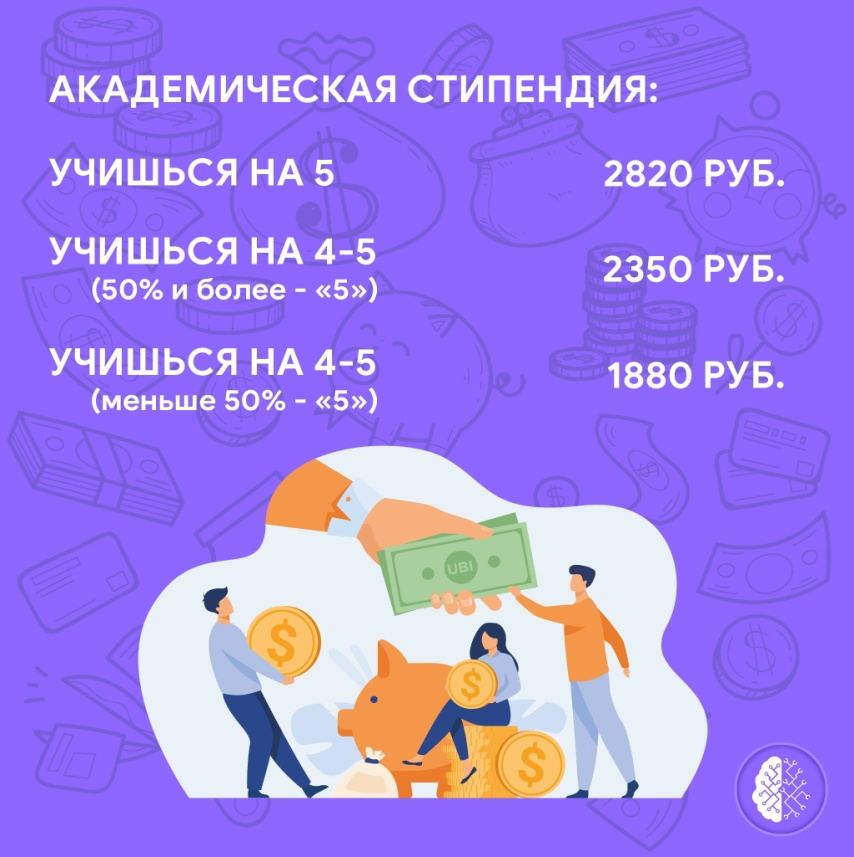 АКАДЕМИЧЕСКАЯ СТИПЕНДИЯ:
УЧИШЬСЯ НА 5 2820 РУБ.
УЧИШЬСЯ НА 4-5 2350 РУБ.
(50% и более - «5»)
УЧИШЬСЯ НА 4-5 1880 РУБ.
(меньше 50% - «5»)
UBI